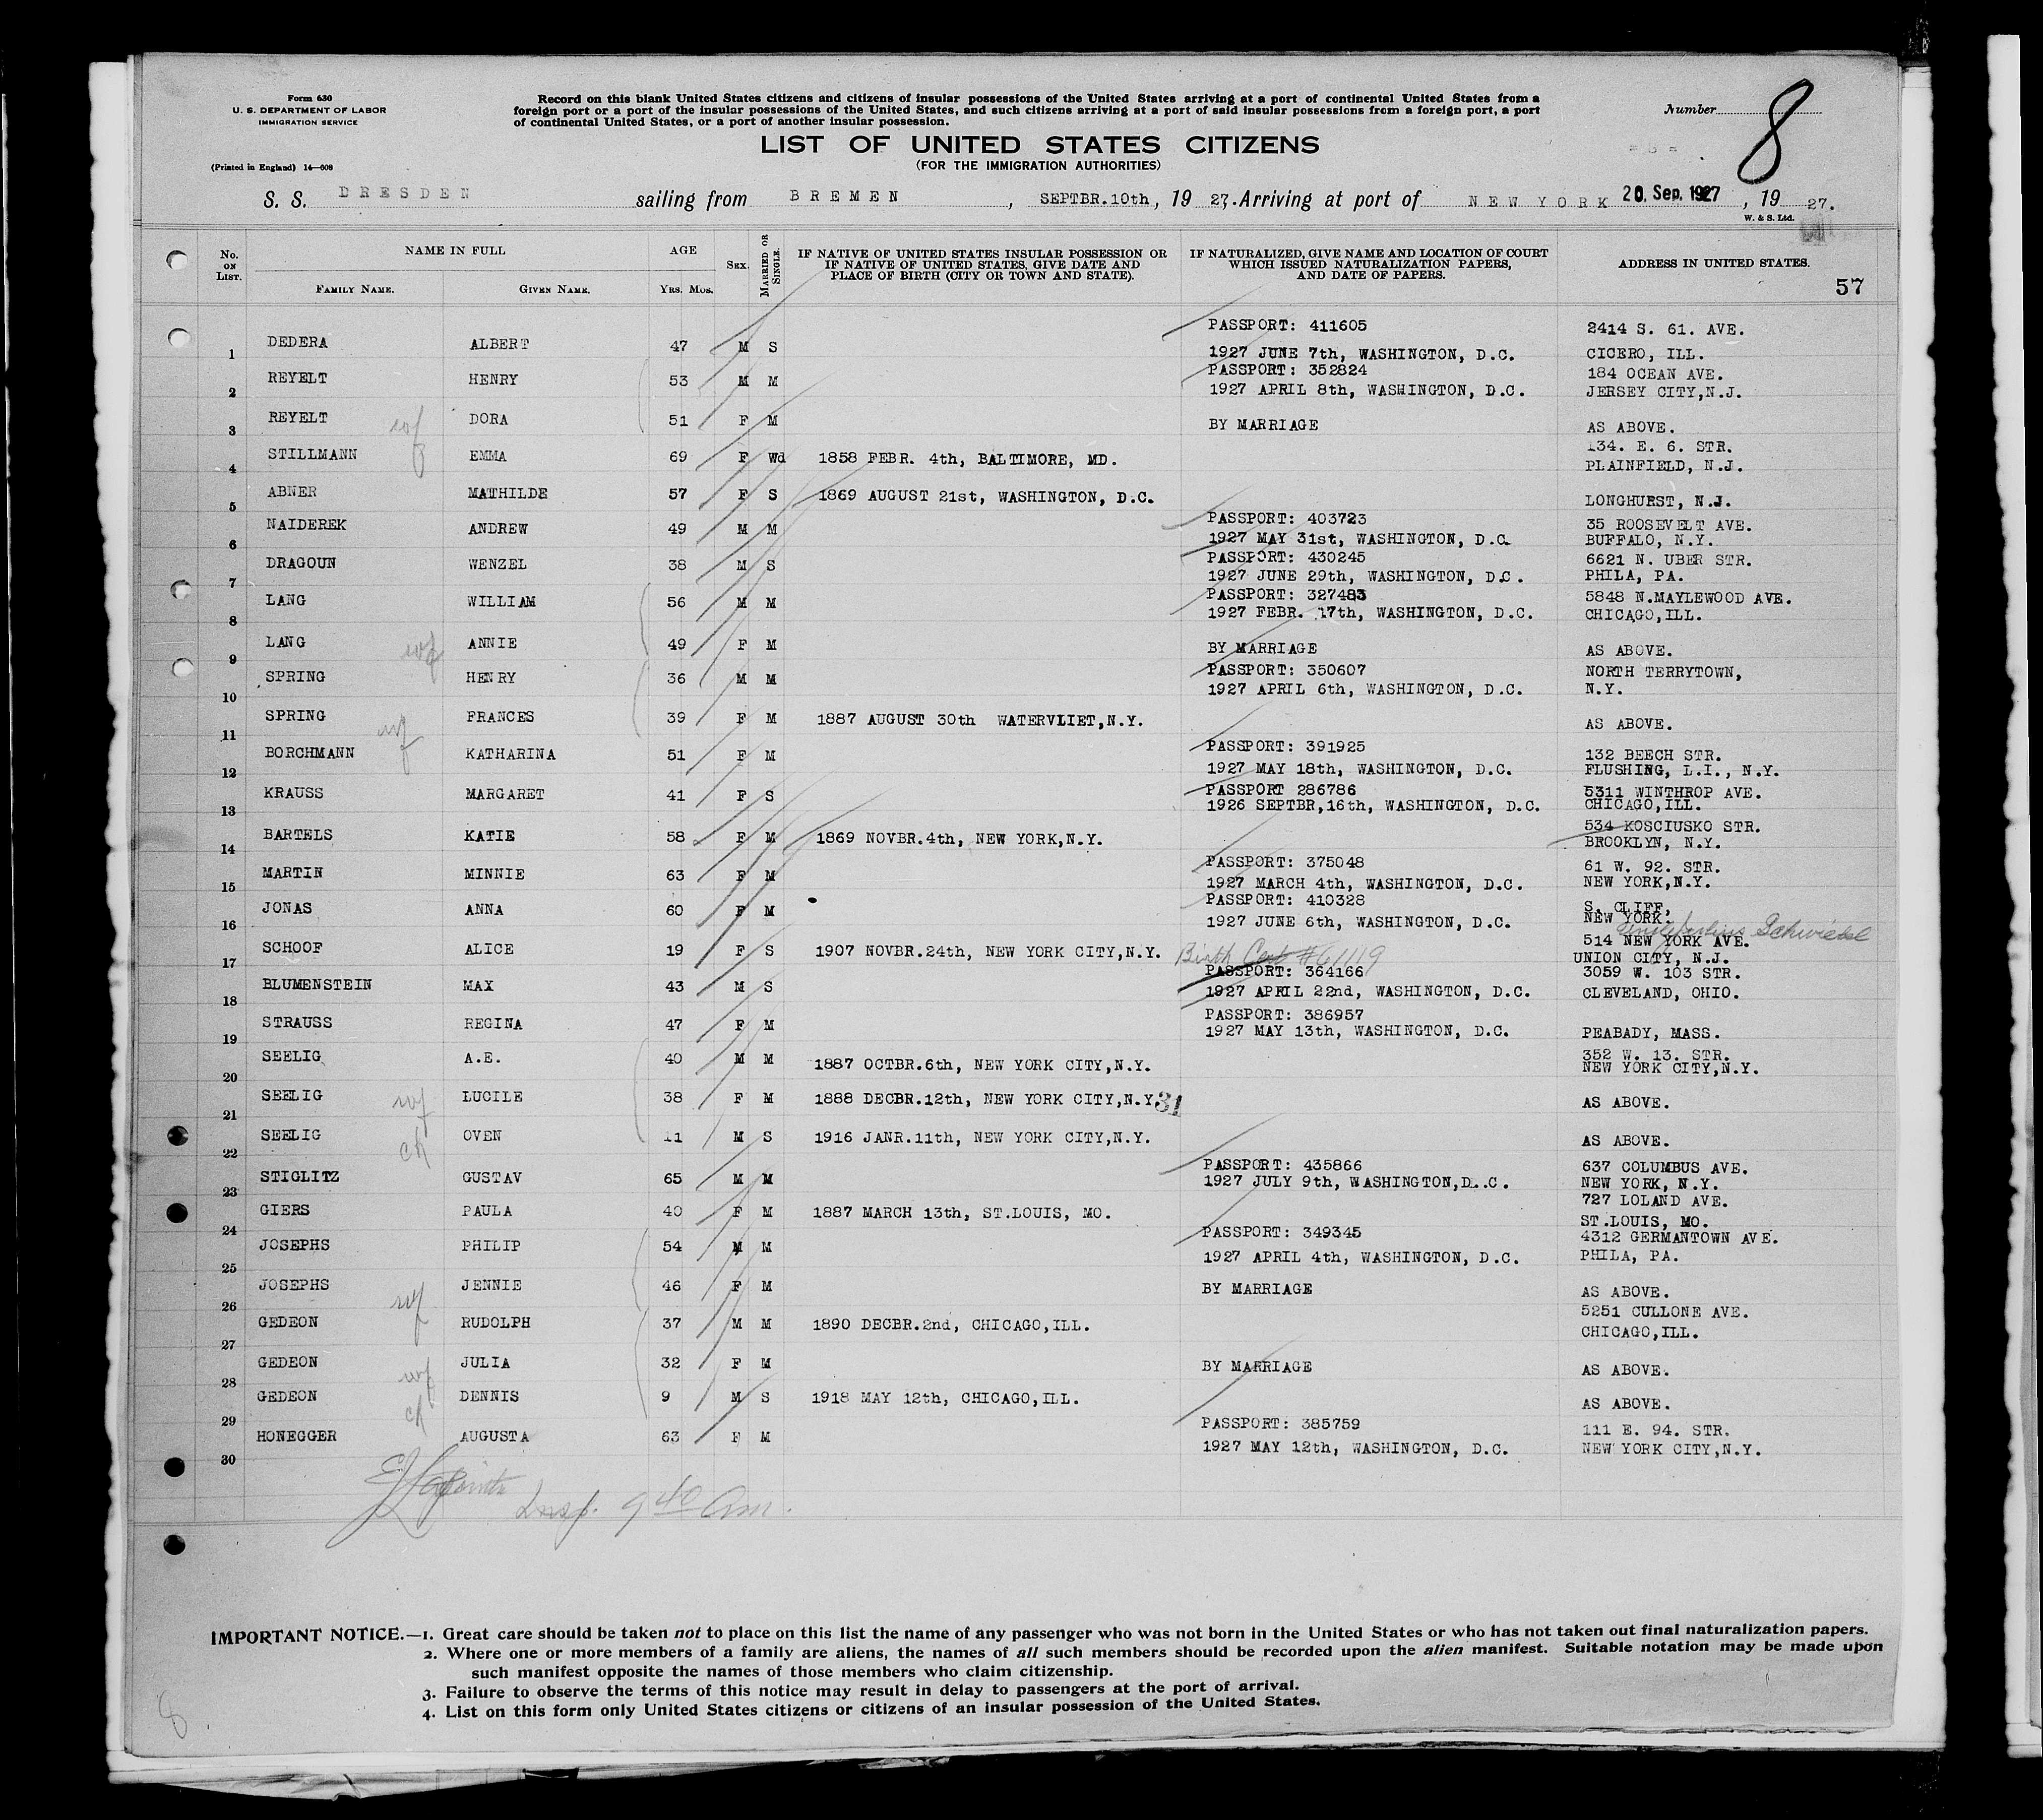 Form 630
U. S. DEPARTMENT OF LABOR
IMMIGRATION SERVICE
(Printed in England) 14—608
Record on this blank United States citizens and citizens of insular possessions of the United States arriving at a port of continental United States from a
foreign port or a port of the insular possessions of the United States, and such citizens arriving at a port of said insular possessions from a foreign port, a port
of continental United States, or a port of another insular possession.
Number 8
LIST OF UNITED STATES CITIZENS
(FOR THE IMMIGRATION AUTHORITIES)
= 8 =
S. S. DRESDEN sailing from BREMEN, SEPTBR.10th, 19 27. Arriving at port of NEW YORK 20. Sep. 1927, 19 27.
W. & S. Ltd.
No. ON LIST. NAME IN FULL AGE SEX. MARRIED OR SINGLE. IF NATIVE OF UNITED STATES INSULAR POSSESSION OR IF NATIVE OF UNITED STATES, GIVE DATE AND PLACE OF BIRTH (CITY OR TOWN AND STATE). IF NATURALIZED, GIVE NAME AND LOCATION OF COURT WHICH ISSUED NATURALIZATION PAPERS, AND DATE OF PAPERS. ADDRESS IN UNITED STATES.
FAMILY NAME. GIVEN NAME. YRS. MOS. 57
PASSPORT: 411605 2414 S. 61. AVE.
1 DEDERA ALBERT 47 M S 1927 JUNE 7th, WASHINGTON, D.C. CICERO, ILL.
PASSPORT: 352824 184 OCEAN AVE.
2 REYELT HENRY 53 M M 1927 APRIL 8th, WASHINGTON, D.C. JERSEY CITY,N.J.
3 REYELT wf DORA 51 F M BY MARRIAGE AS ABOVE.
134. E. 6. STR.
4 STILLMANN EMMA 69 F Wd 1858 FEBR. 4th, BALTIMORE, MD. PLAINFIELD, N.J.
5 ABNER MATHILDE 57 F S 1869 AUGUST 21st, WASHINGTON, D.C. LONGHURST, N.J.
PASSPORT: 403723 35 ROOSEVELT AVE.
6 NAIDEREK ANDREW 49 M M 1927 MAY 31st, WASHINGTON, D.C. BUFFALO, N.Y.
PASSPORT: 430245 6621 N. UBER STR.
7 DRAGOUN WENZEL 38 M S 1927 JUNE 29th, WASHINGTON, D.C. PHILA, PA.
PASSPORT: 327483 5848 N.MAYLEWOOD AVE.
8 LANG WILLIAM 56 M M 1927 FEBR. 17th, WASHINGTON, D.C. CHICAGO,ILL.
9 LANG wf ANNIE 49 F M BY MARRIAGE AS ABOVE.
PASSPORT: 350607 NORTH TERRYTOWN,
10 SPRING HENRY 36 M M 1927 APRIL 6th, WASHINGTON, D.C. N.Y.
11 SPRING wf FRANCES 39 F M 1887 AUGUST 30th WATERVLIET,N.Y. AS ABOVE.
PASSPORT: 391925 132 BEECH STR.
12 BORCHMANN KATHARINA 51 F M 1927 MAY 18th, WASHINGTON, D.C. FLUSHING, L.I., N.Y.
PASSPORT 286786 5311 WINTHROP AVE.
13 KRAUSS MARGARET 41 F S 1926 SEPTBR,16th, WASHINGTON, D.C. CHICAGO,ILL.
534 KOSCIUSKO STR.
14 BARTELS KATIE 58 F M 1869 NOVBR.4th, NEW YORK,N.Y. BROOKLYN, N.Y.
PASSPORT: 375048 61 W. 92. STR.
15 MARTIN MINNIE 63 F M 1927 MARCH 4th, WASHINGTON, D.C. NEW YORK,N.Y.
PASSPORT: 410328 S. CLIFF,
16 JONAS ANNA 60 F M 1927 JUNE 6th, WASHINGTON, D.C. NEW YORK.
Schwiebel
17 SCHOOF ALICE 19 F S 1907 NOVBR.24th, NEW YORK CITY,N.Y. Birth Cert #61119 514 NEW YORK AVE.
UNION CITY, N.J.
PASSPORT: 364166 3059 W. 103 STR.
18 BLUMENSTEIN MAX 43 M S 1927 APRIL 22nd, WASHINGTON, D.C. CLEVELAND, OHIO.
PASSPORT: 386957
19 STRAUSS REGINA 47 F M 1927 MAY 13th, WASHINGTON, D.C. PEABADY, MASS.
352 W. 13. STR.
20 SEELIG A.E. 40 M M 1887 OCTBR.6th, NEW YORK CITY,N.Y. NEW YORK CITY,N.Y.
21 SEELIG wf LUCILE 38 F M 1888 DECBR.12th, NEW YORK CITY,N.Y. 31 AS ABOVE.
22 SEELIG ch OVEN 11 M S 1916 JANR.11th, NEW YORK CITY,N.Y. AS ABOVE.
PASSPORT: 435866 637 COLUMBUS AVE.
23 STIGLITZ GUSTAV 65 M M 1927 JULY 9th, WASHINGTON,D..C. NEW YORK, N.Y.
727 LOLAND AVE.
24 GIERS PAULA 40 F M 1887 MARCH 13th, ST.LOUIS, MO. ST.LOUIS, MO.
PASSPORT: 349345 4312 GERMANTOWN AVE.
25 JOSEPHS PHILIP 54 M M 1927 APRIL 4th, WASHINGTON, D.C. PHILA, PA.
26 JOSEPHS wf JENNIE 46 F M BY MARRIAGE AS ABOVE.
5251 CULLONE AVE.
27 GEDEON RUDOLPH 37 M M 1890 DECBR.2nd, CHICAGO,ILL. CHICAGO,ILL.
28 GEDEON wf JULIA 32 F M BY MARRIAGE AS ABOVE.
29 GEDEON ch DENNIS 9 M S 1918 MAY 12th, CHICAGO,ILL. AS ABOVE.
PASSPORT: 385759 111 E. 94. STR.
30 HONEGGER AUGUSTA 63 F M 1927 MAY 12th, WASHINGTON, D.C. NEW YORK CITY,N.Y.
Insp. 9 40 Am.
IMPORTANT NOTICE.—1. Great care should be taken not to place on this list the name of any passenger who was not born in the United States or who has not taken out final naturalization papers.
2. Where one or more members of a family are aliens, the names of all such members should be recorded upon the alien manifest. Suitable notation may be made upon
such manifest opposite the names of those members who claim citizenship.
3. Failure to observe the terms of this notice may result in delay to passengers at the port of arrival.
4. List on this form only United States citizens or citizens of an insular possession of the United States.
8